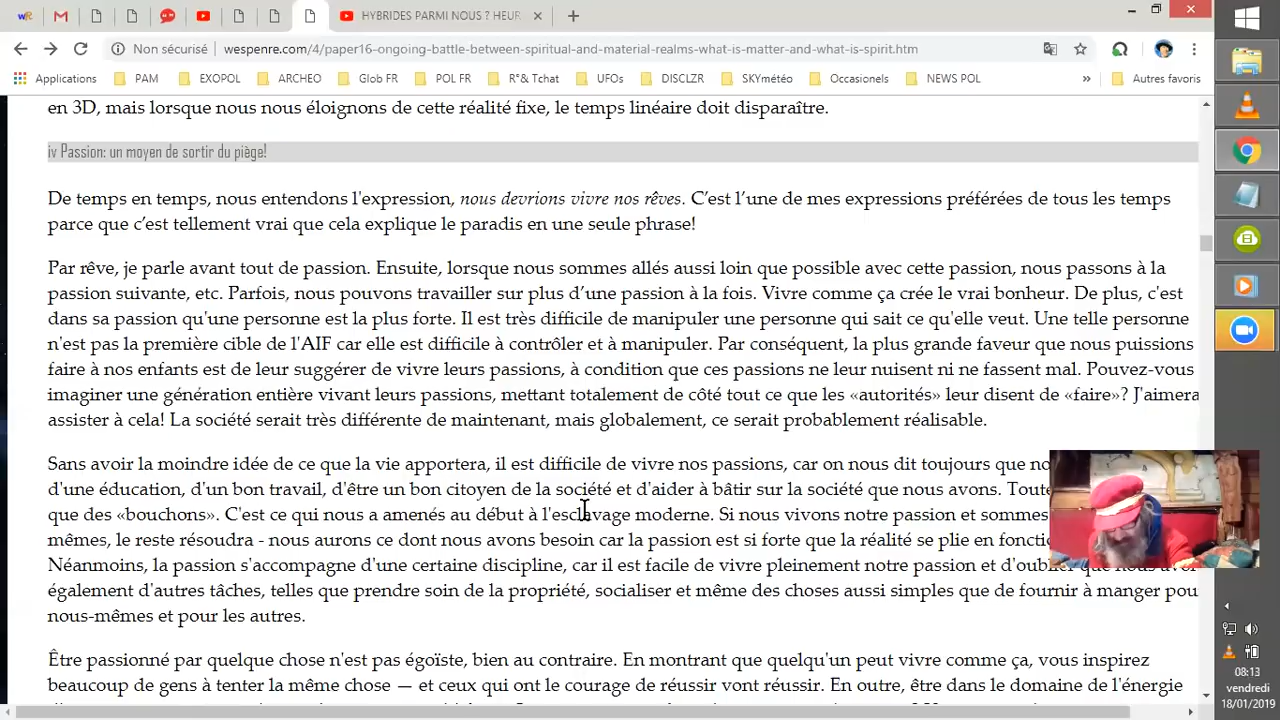 HYBRIDES PARMI NOUS ? HEUR
Non sécurisé
wespenre.com/4/paper16-ongoing-battle-between-spiritual-and-material-realms-what-is-matter-and-what-is-spirit.htm
Applications PAM EXOPOL ARCHEO Glob FR POL FR R°& Tchat UFOs DISCLZR SKYmétéo Occasionels NEWS POL » Autres favoris
en 3D, mais lorsque nous nous éloignons de cette réalité fixe, le temps linéaire doit disparaître.
iv Passion: un moyen de sortir du piège!
De temps en temps, nous entendons l'expression, nous devrions vivre nos rêves. C’est l’une de mes expressions préférées de tous les temps
parce que c’est tellement vrai que cela explique le paradis en une seule phrase!
Par rêve, je parle avant tout de passion. Ensuite, lorsque nous sommes allés aussi loin que possible avec cette passion, nous passons à la
passion suivante, etc. Parfois, nous pouvons travailler sur plus d’une passion à la fois. Vivre comme ça crée le vrai bonheur. De plus, c'est
dans sa passion qu'une personne est la plus forte. Il est très difficile de manipuler une personne qui sait ce qu'elle veut. Une telle personne
n'est pas la première cible de l'AIF car elle est difficile à contrôler et à manipuler. Par conséquent, la plus grande faveur que nous puissions
faire à nos enfants est de leur suggérer de vivre leurs passions, à condition que ces passions ne leur nuisent ni ne fassent mal. Pouvez-vous
imaginer une génération entière vivant leurs passions, mettant totalement de côté tout ce que les «autorités» leur disent de «faire»? J'aimera
assister à cela! La société serait très différente de maintenant, mais globalement, ce serait probablement réalisable.
Sans avoir la moindre idée de ce que la vie apportera, il est difficile de vivre nos passions, car on nous dit toujours que no
d'une éducation, d'un bon travail, d'être un bon citoyen de la société et d'aider à bâtir sur la société que nous avons. Toute
que des «bouchons». C'est ce qui nous a amenés au début à l'esclavage moderne. Si nous vivons notre passion et sommes
mêmes, le reste résoudra - nous aurons ce dont nous avons besoin car la passion est si forte que la réalité se plie en foncti
Néanmoins, la passion s'accompagne d'une certaine discipline, car il est facile de vivre pleinement notre passion et d'oublier que nous
également d'autres tâches, telles que prendre soin de la propriété, socialiser et même des choses aussi simples que de fournir à manger pou
nous-mêmes et pour les autres.
Être passionné par quelque chose n'est pas égoïste, bien au contraire. En montrant que quelqu'un peut vivre comme ça, vous inspirez
beaucoup de gens à tenter la même chose — et ceux qui ont le courage de réussir vont réussir. En outre, être dans le domaine de l'énergie
08:13
vendredi
18/01/2019